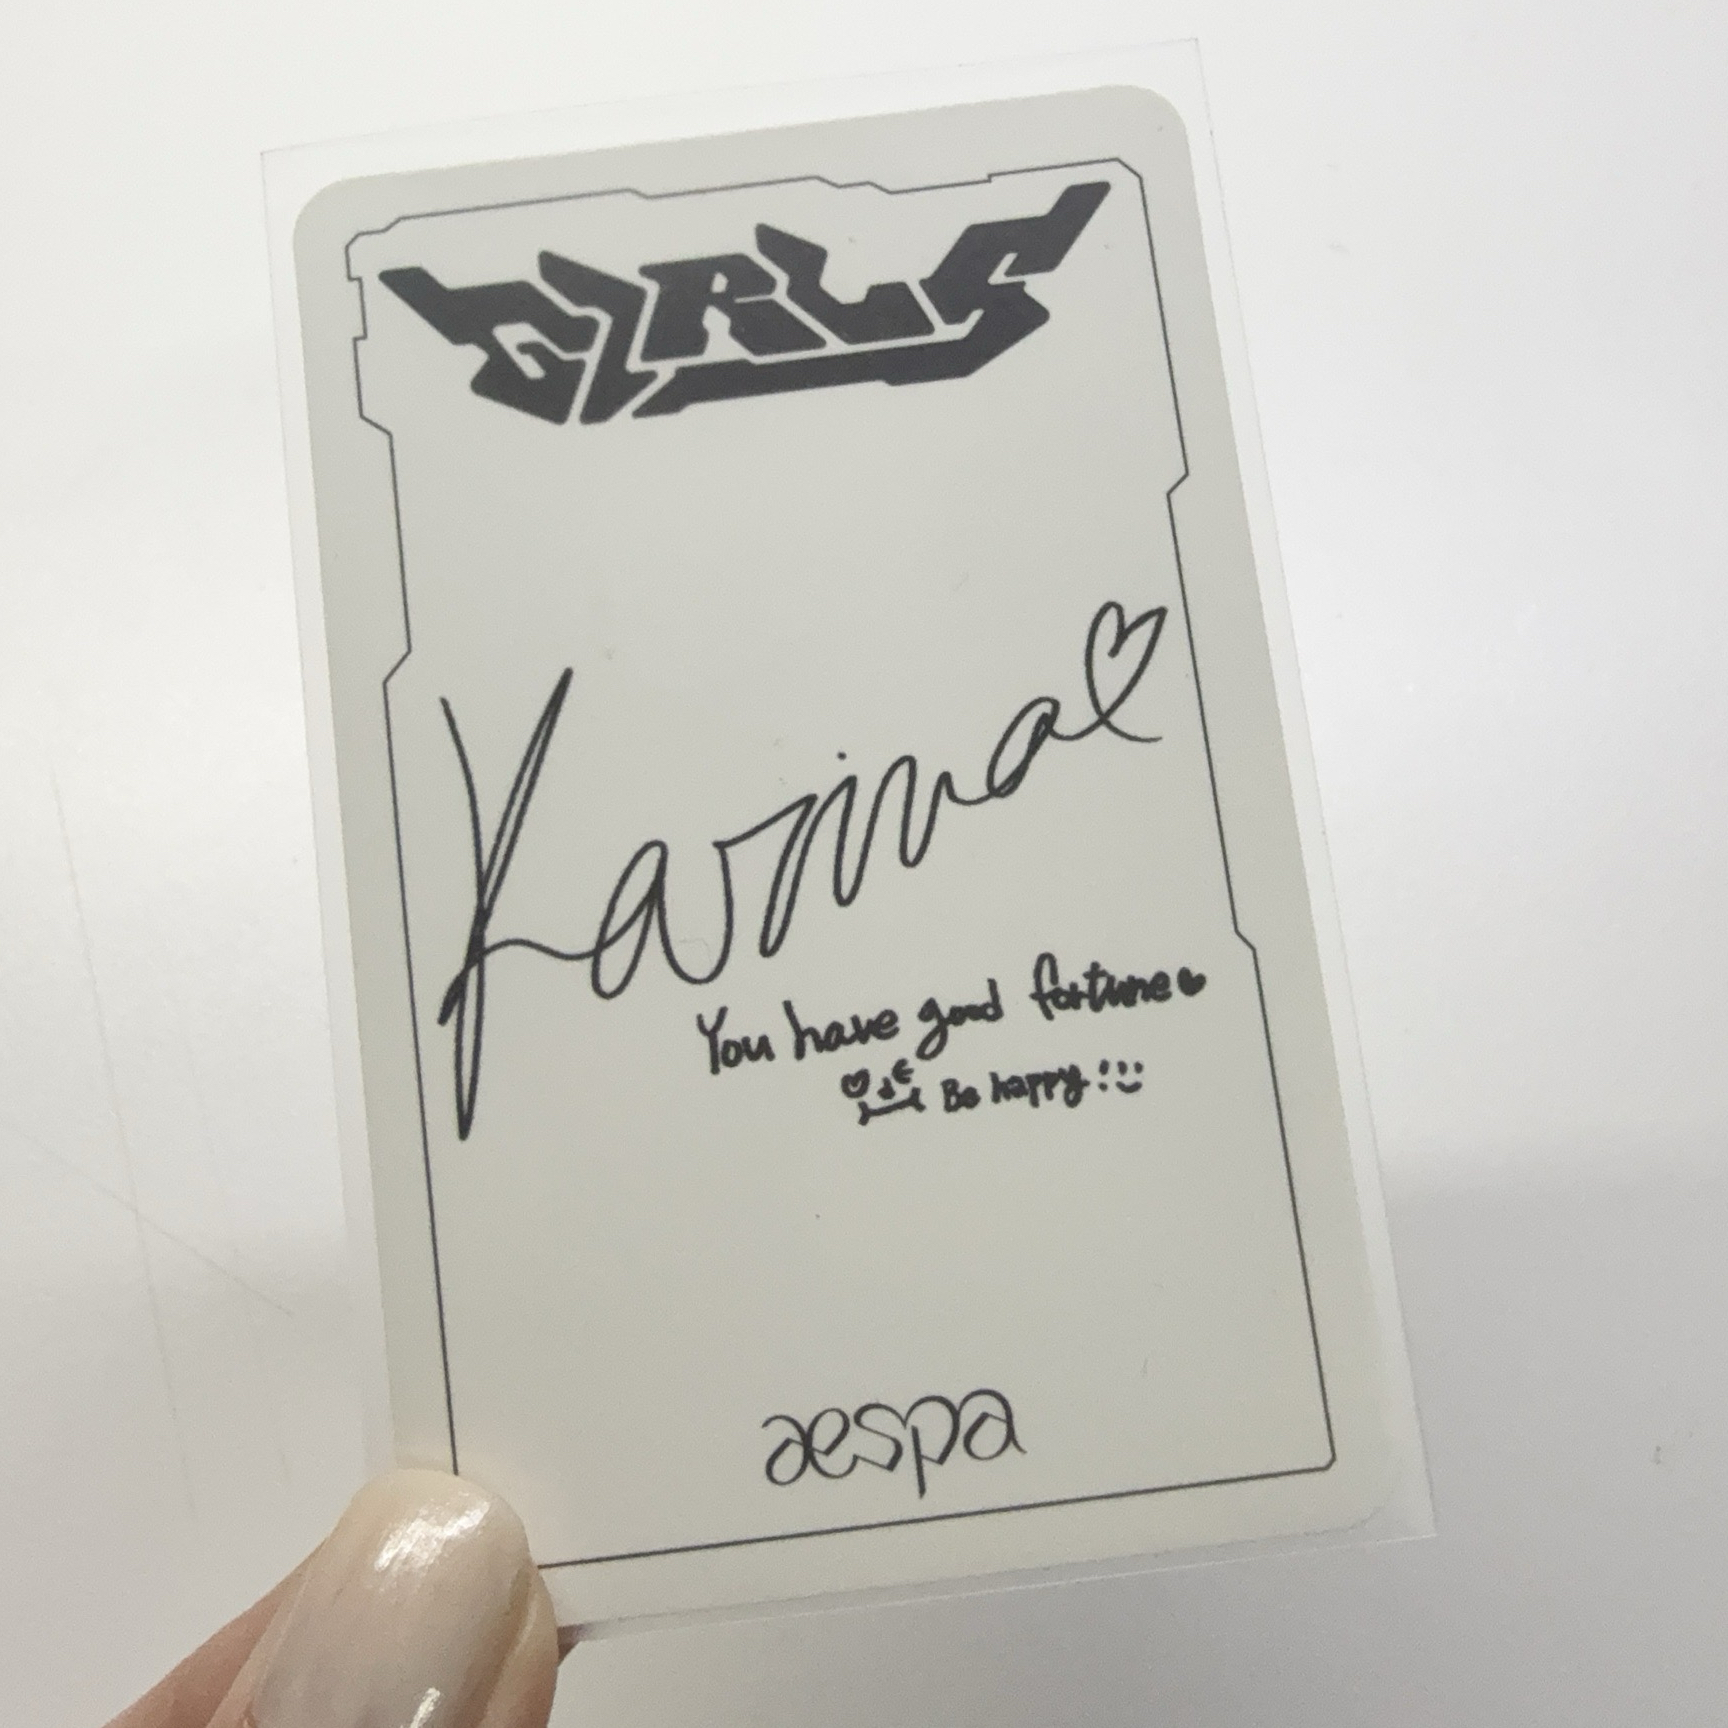 GIRLS
Karina♡
You have good fortune♥
Be happy!:)
aespa